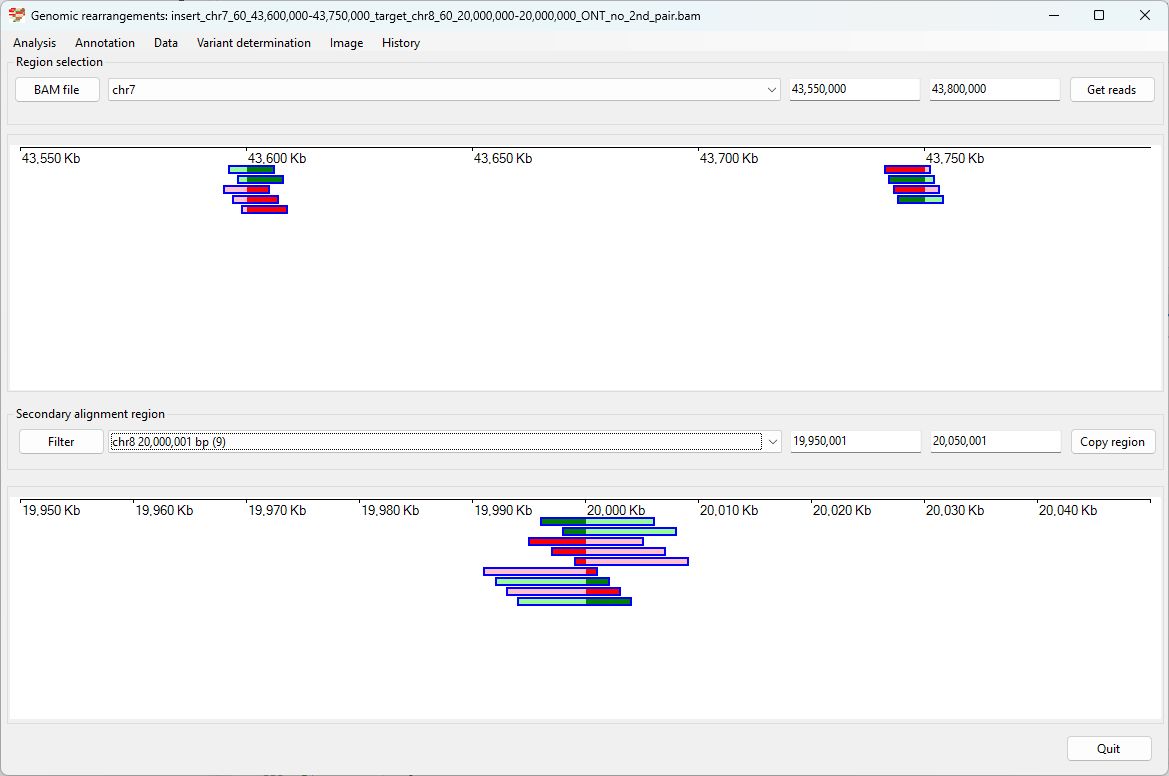 Genomic rearrangements: insert_chr7_60_43,600,000-43,750,000_target_chr8_60_20,000,000-20,000,000_ONT_no_2nd_pair.bam
Analysis Annotation Data Variant determination Image History
Region selection
BAM file chr7 43,550,000 43,800,000 Get reads
43,550 Kb 43,600 Kb 43,650 Kb 43,700 Kb 43,750 Kb
Secondary alignment region
Filter chr8 20,000,001 bp (9) 19,950,001 20,050,001 Copy region
19,950 Kb 19,960 Kb 19,970 Kb 19,980 Kb 19,990 Kb 20,000 Kb 20,010 Kb 20,020 Kb 20,030 Kb 20,040 Kb
Quit